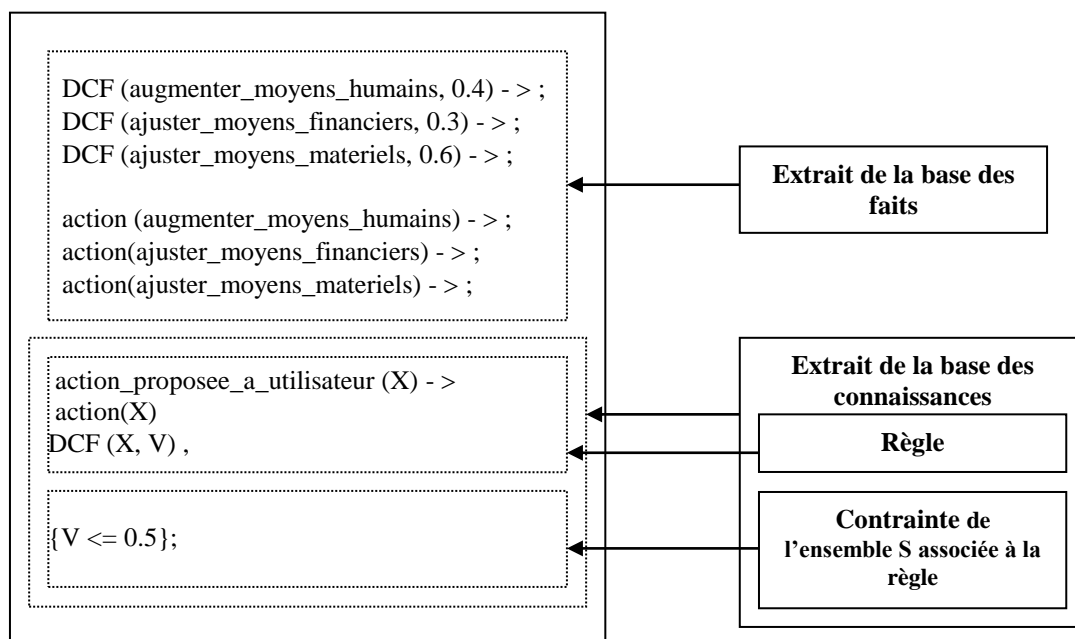 DCF (augmenter_moyens_humains, 0.4) - > ;
DCF (ajuster_moyens_financiers, 0.3) - > ;
DCF (ajuster_moyens_materiels, 0.6) - > ;
action (augmenter_moyens_humains) - > ;
action(ajuster_moyens_financiers) - > ;
action(ajuster_moyens_materiels) - > ;
Extrait de la base des
faits
action_proposee_a_utilisateur (X) - >
action(X)
DCF (X, V) ,
{V <= 0.5};
Extrait de la base des
connaissances
Règle
Contrainte de
l’ensemble S associée à la
règle